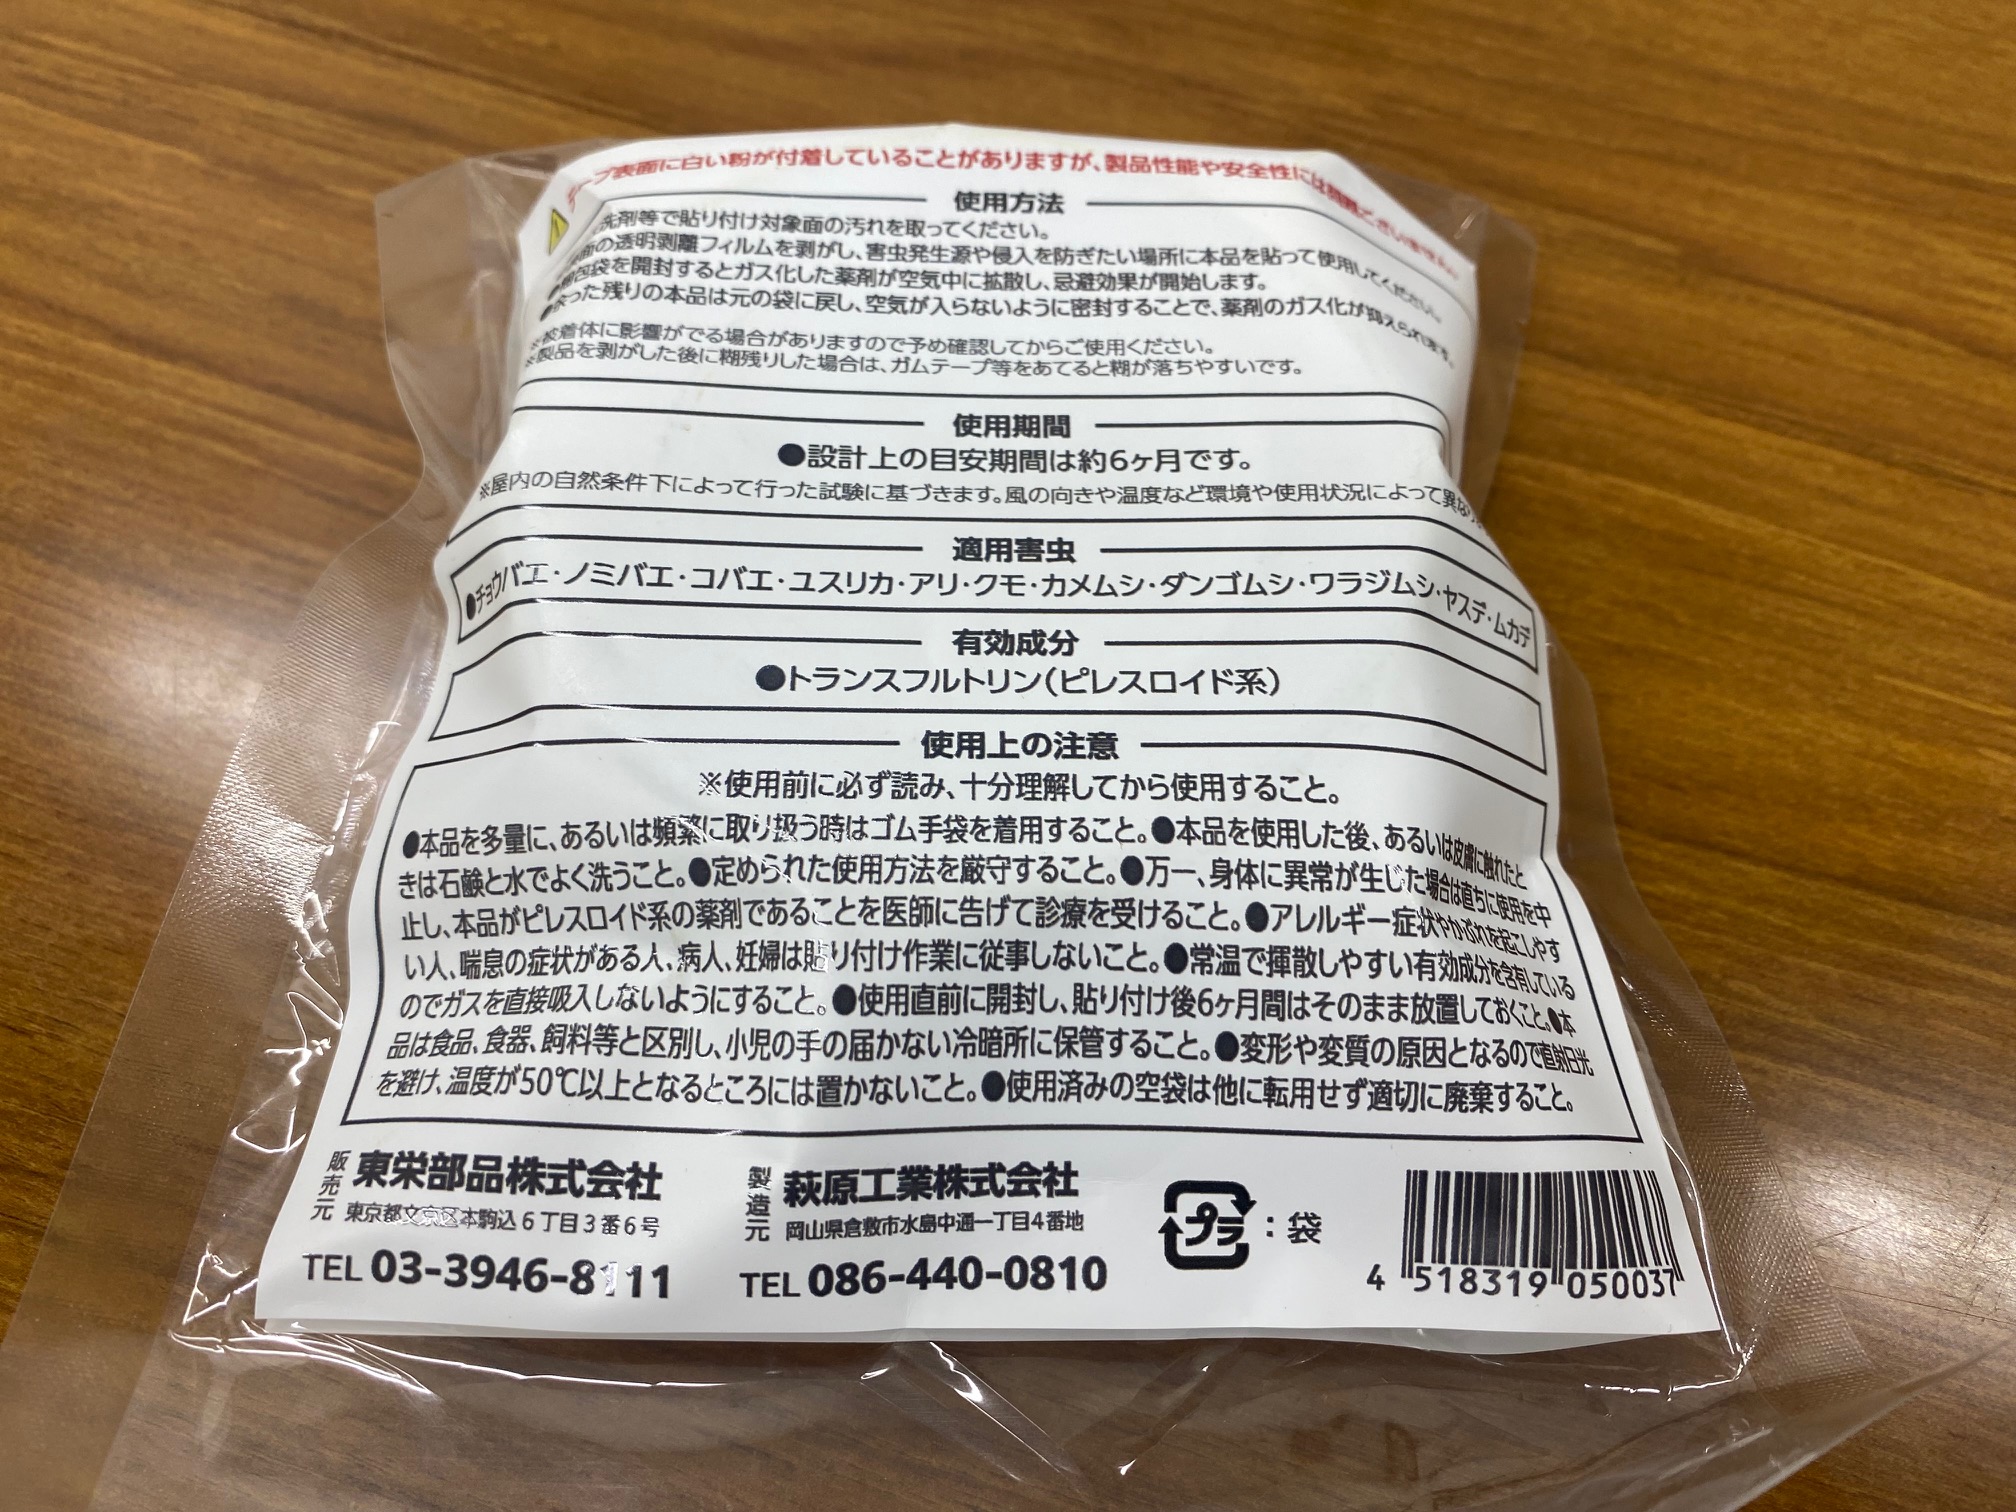 テープ表面に白い粉が付着していることがありますが、製品性能や安全性には問題ございません。
使用方法
洗剤等で貼り付け対象面の汚れを取ってください。
面の透明剥離フィルムを剥がし、害虫発生源や侵入を防ぎたい場所に本品を貼って使用してください。
包袋を開封するとガス化した薬剤が空気中に拡散し、忌避効果が開始します。
●余った残りの本品は元の袋に戻し、空気が入らないように密封することで、薬剤のガス化が抑えられます。
※被着体に影響がでる場合がありますので予め確認してからご使用ください。
※製品を剥がした後に糊残りした場合は、ガムテープ等をあてると糊が落ちやすいです。
使用期間
●設計上の目安期間は約6ヶ月です。
※屋内の自然条件下によって行った試験に基づきます。風の向きや温度など環境や使用状況によって異なり
適用害虫
●チョウバエ・ノミバエ・コバエ・ユスリカ・アリ・クモ・カメムシ・ダンゴムシ・ワラジムシ・ヤスデ・ムカデ
有効成分
●トランスフルトリン(ピレスロイド系)
使用上の注意
※使用前に必ず読み、十分理解してから使用すること。
●本品を多量に、あるいは頻繁に取り扱う時はゴム手袋を着用すること。●本品を使用した後、あるいは皮膚に触れたと
きは石鹸と水でよく洗うこと。●定められた使用方法を厳守すること。●万一、身体に異常が生じた場合は直ちに使用を中
止し、本品がピレスロイド系の薬剤であることを医師に告げて診療を受けること。●アレルギー症状やかぶれを起こしやす
い人、喘息の症状がある人、病人、妊婦は貼り付け作業に従事しないこと。●常温で揮散しやすい有効成分を含有している
のでガスを直接吸入しないようにすること。●使用直前に開封し、貼り付け後6ヶ月間はそのまま放置しておくこと。●本
品は食品、食器、飼料等と区別し、小児の手の届かない冷暗所に保管すること。●変形や変質の原因となるので直射日光
を避け、温度が50℃以上となるところには置かないこと。●使用済みの空袋は他に転用せず適切に廃棄すること。
販売元 東栄部品株式会社
東京都文京区本駒込6丁目3番6号
TEL 03-3946-8111
製造元 萩原工業株式会社
岡山県倉敷市水島中通一丁目4番地
TEL 086-440-0810
プラ : 袋
4 518319 050037